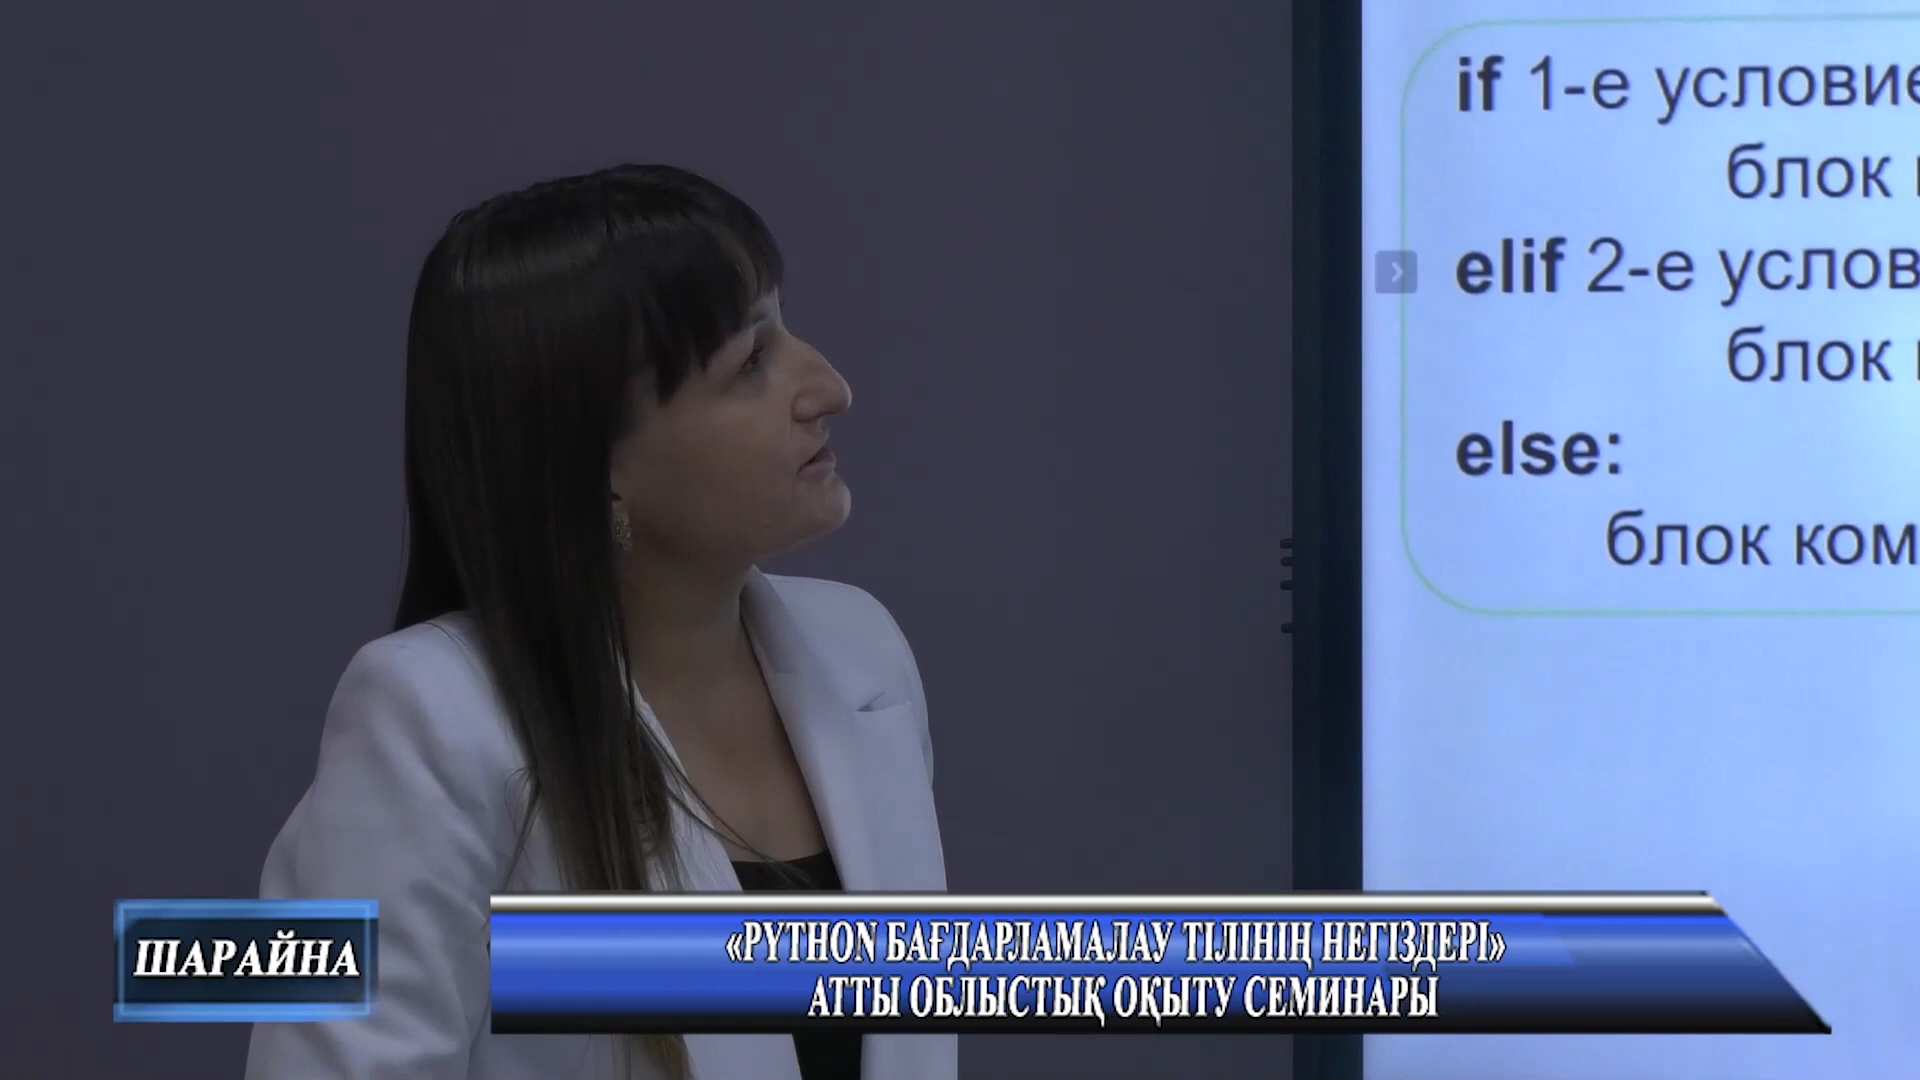 if 1-е условие
блок
elif 2-е услов
блок
else:
блок ком
ШАРАЙНА
«PYTHON БАҒДАРЛАМАЛАУ ТІЛІНІҢ НЕГІЗДЕРІ»
АТТЫ ОБЛЫСТЫҚ ОҚЫТУ СЕМИНАРЫ